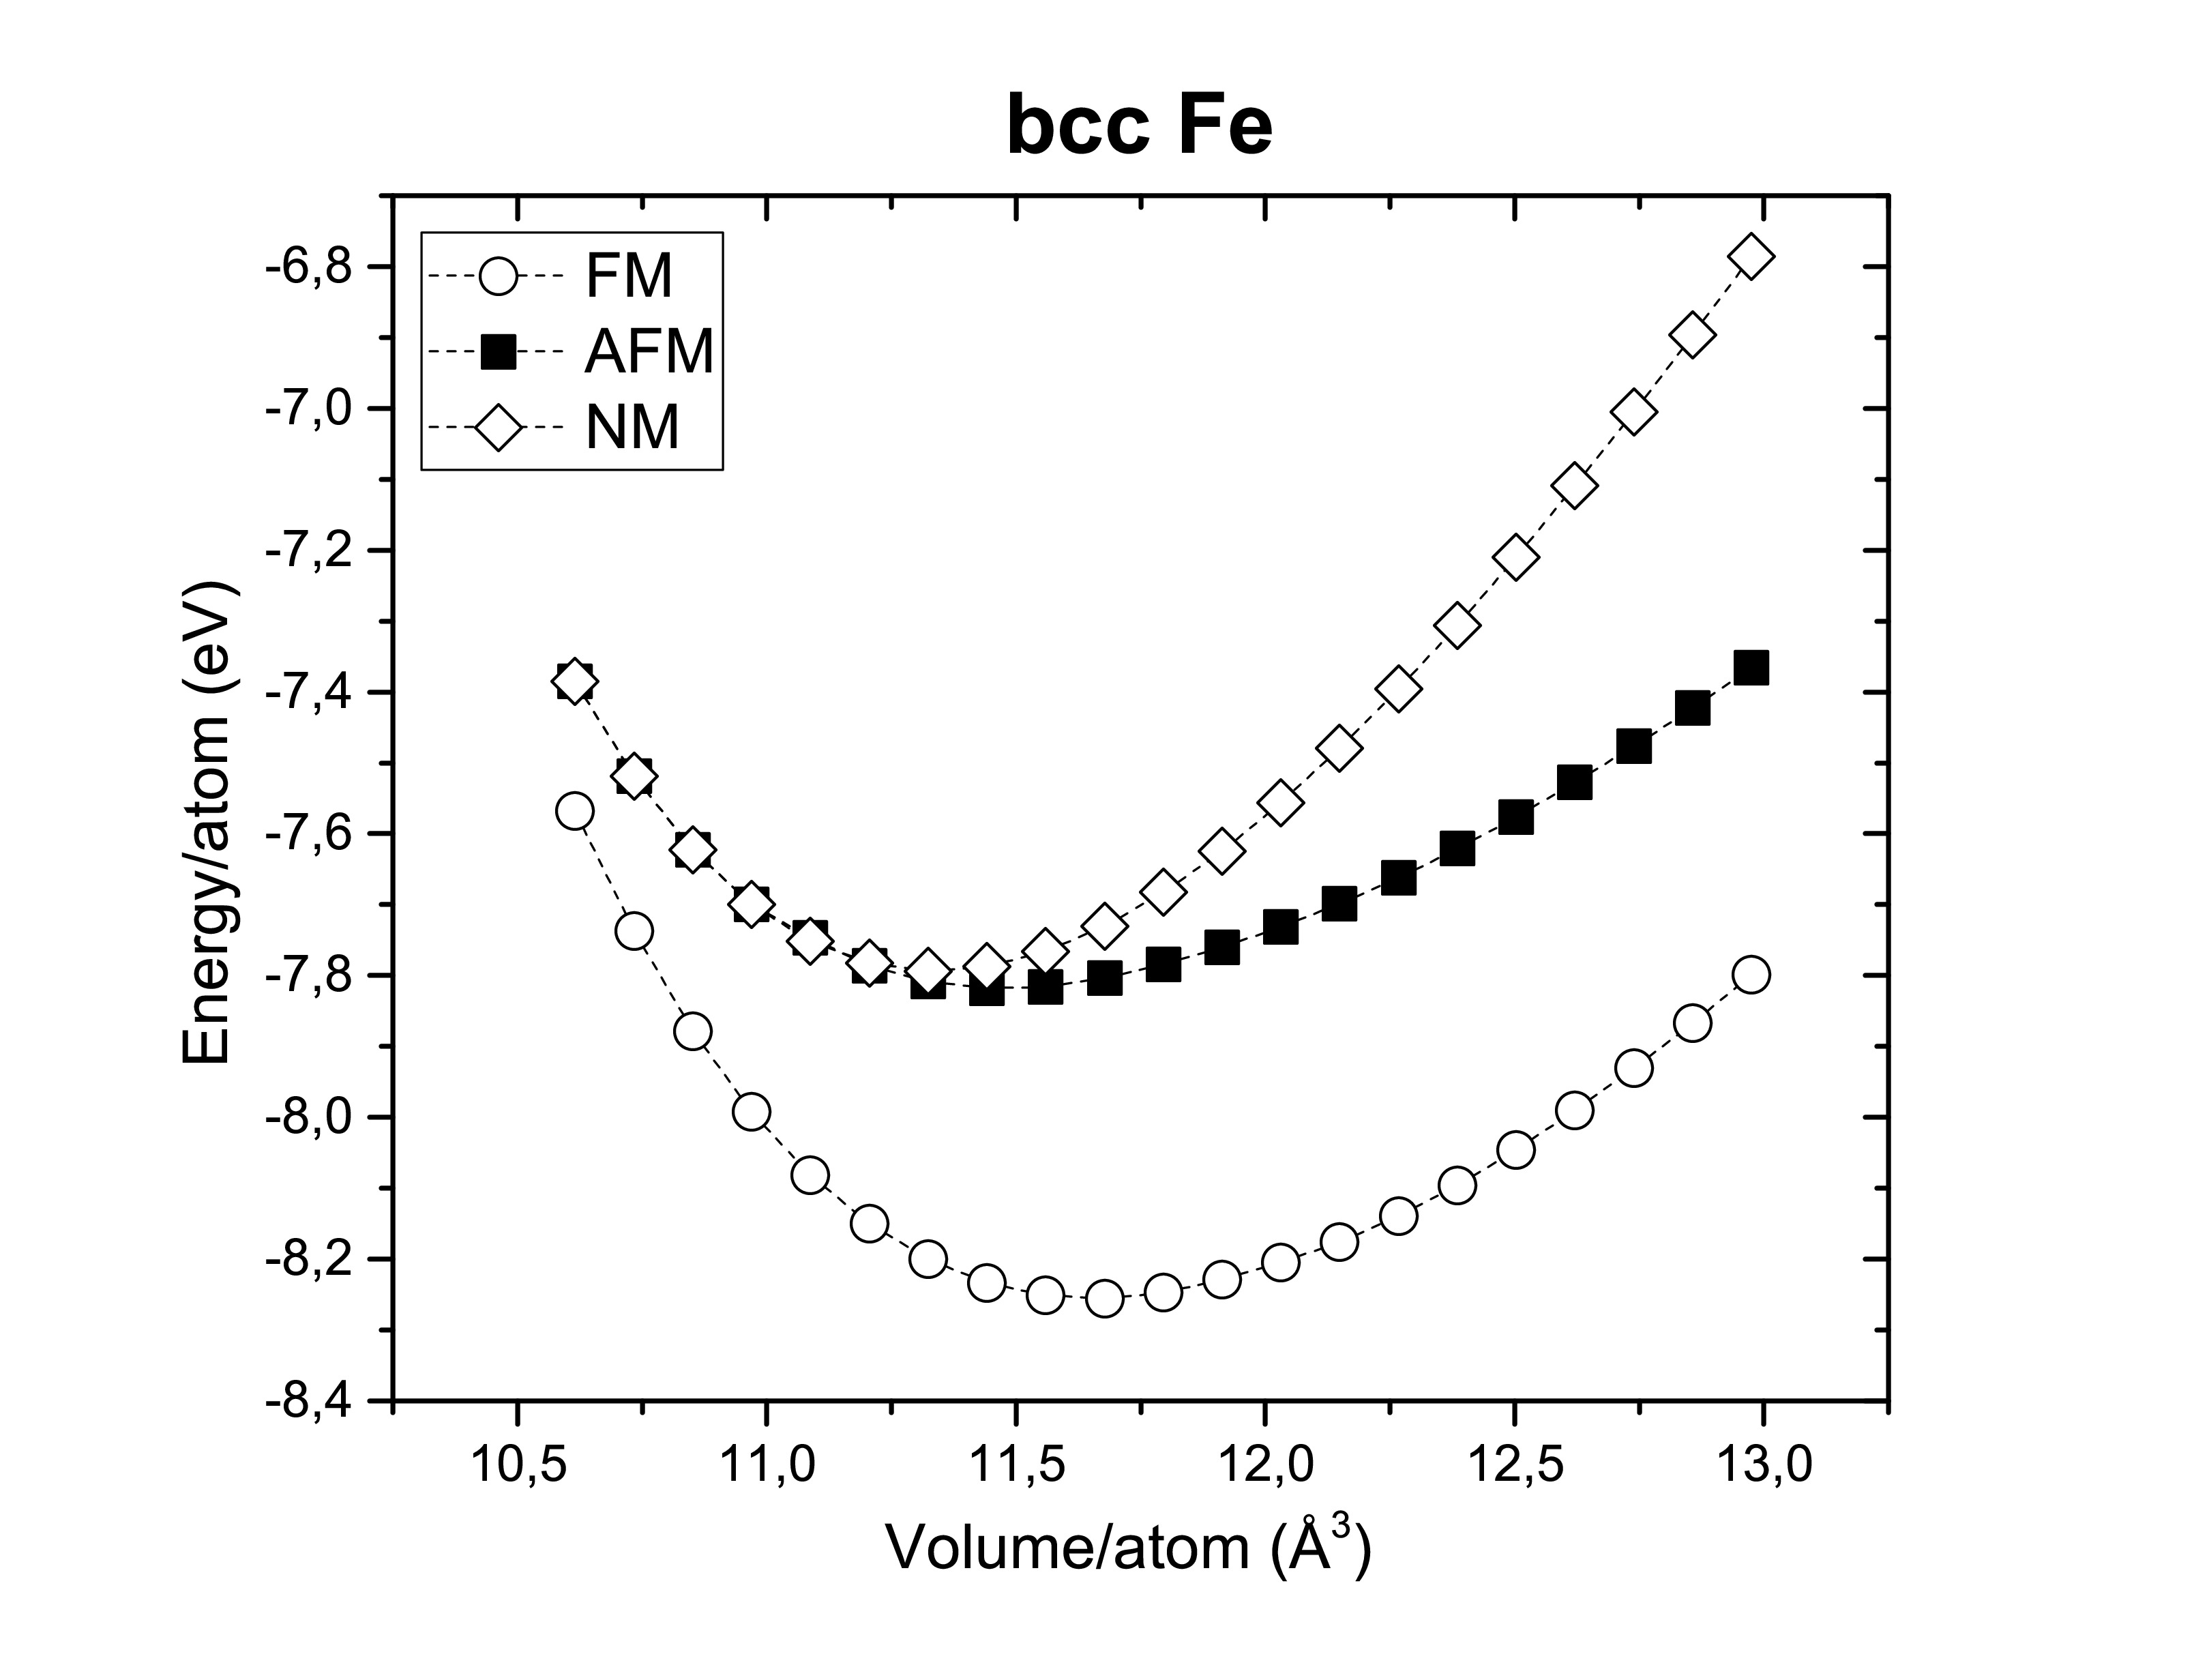 bcc Fe
FM
AFM
NM
-6,8
-7,0
-7,2
-7,4
-7,6
-7,8
-8,0
-8,2
-8,4
Energy/atom (eV)
10,5 11,0 11,5 12,0 12,5 13,0
Volume/atom (Å³)